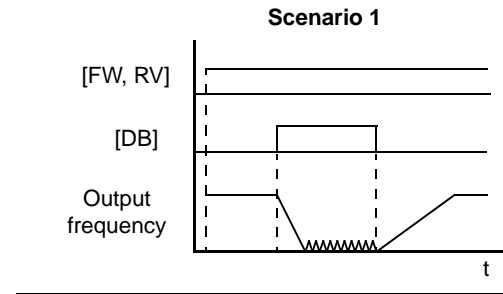 Scenario 1
[FW, RV]
[DB]
Output
frequency
t